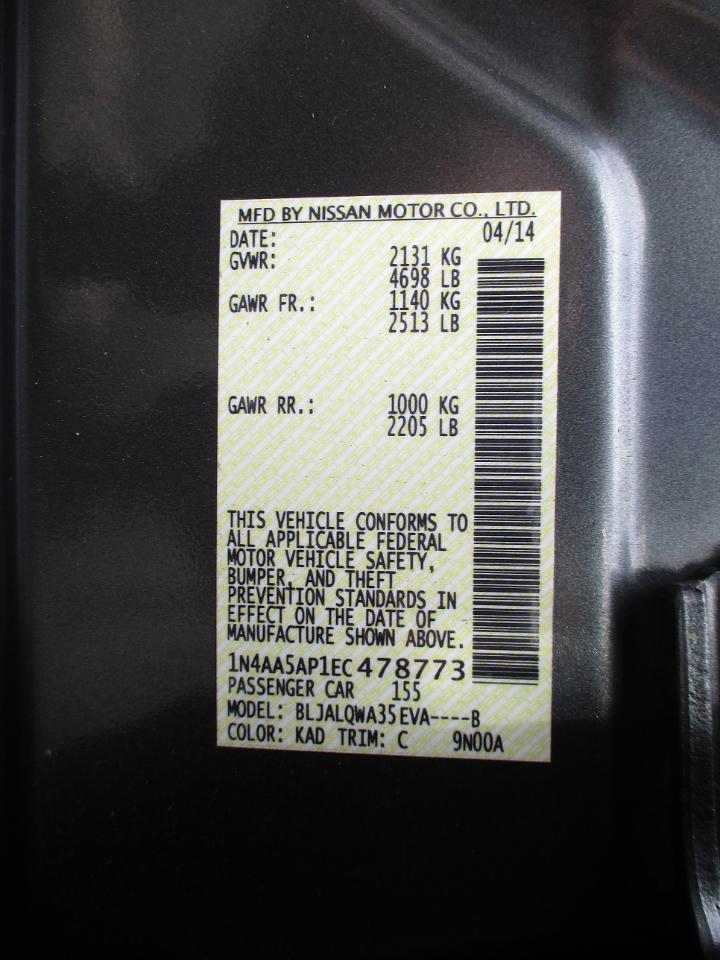 MFD BY NISSAN MOTOR CO., LTD.
DATE: 04/14
GVWR: 2131 KG
4698 LB
GAWR FR.: 1140 KG
2513 LB
GAWR RR.: 1000 KG
2205 LB
THIS VEHICLE CONFORMS TO
ALL APPLICABLE FEDERAL
MOTOR VEHICLE SAFETY,
BUMPER, AND THEFT
PREVENTION STANDARDS IN
EFFECT ON THE DATE OF
MANUFACTURE SHOWN ABOVE.
1N4AA5AP1EC478773
PASSENGER CAR 155
MODEL: BLJALQWA35EVA----B
COLOR: KAD TRIM: C 9N00A